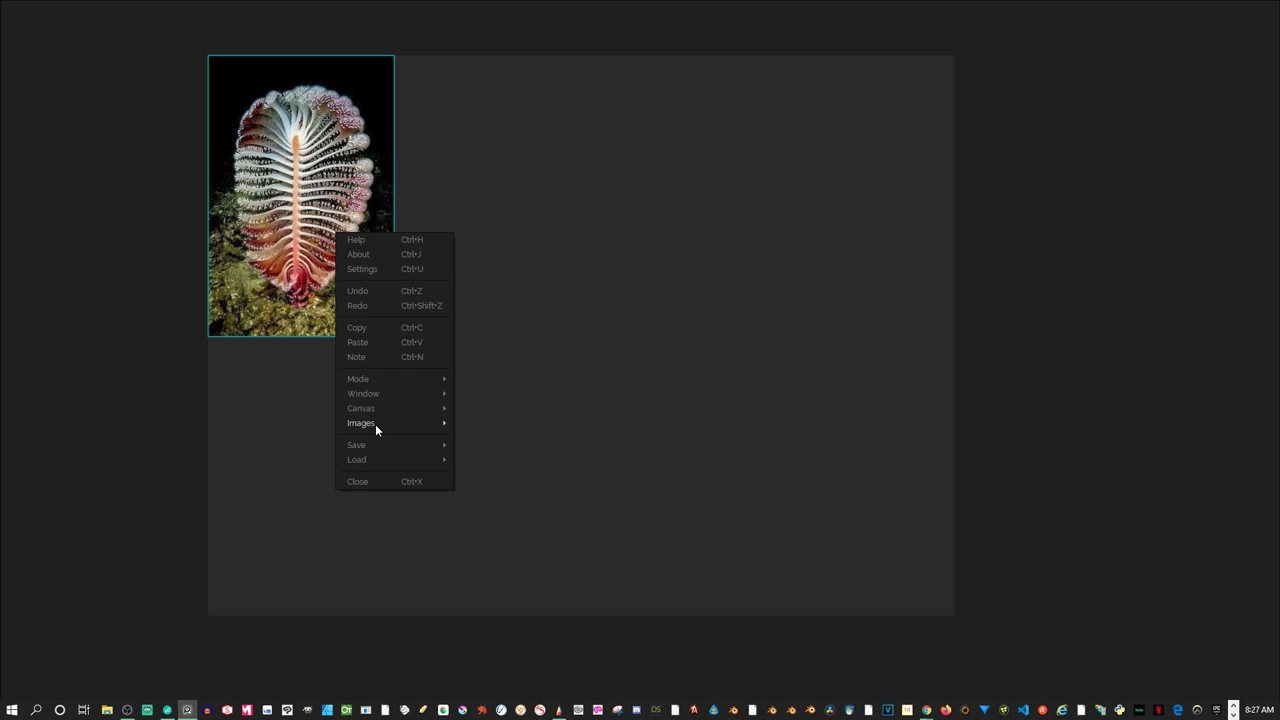 Help Ctrl+H
About Ctrl+J
Settings Ctrl+U
Undo Ctrl+Z
Redo Ctrl+Shift+Z
Copy Ctrl+C
Paste Ctrl+V
Note Ctrl+N
Mode
Window
Canvas
Images
Save
Load
Close Ctrl+X
8:27 AM